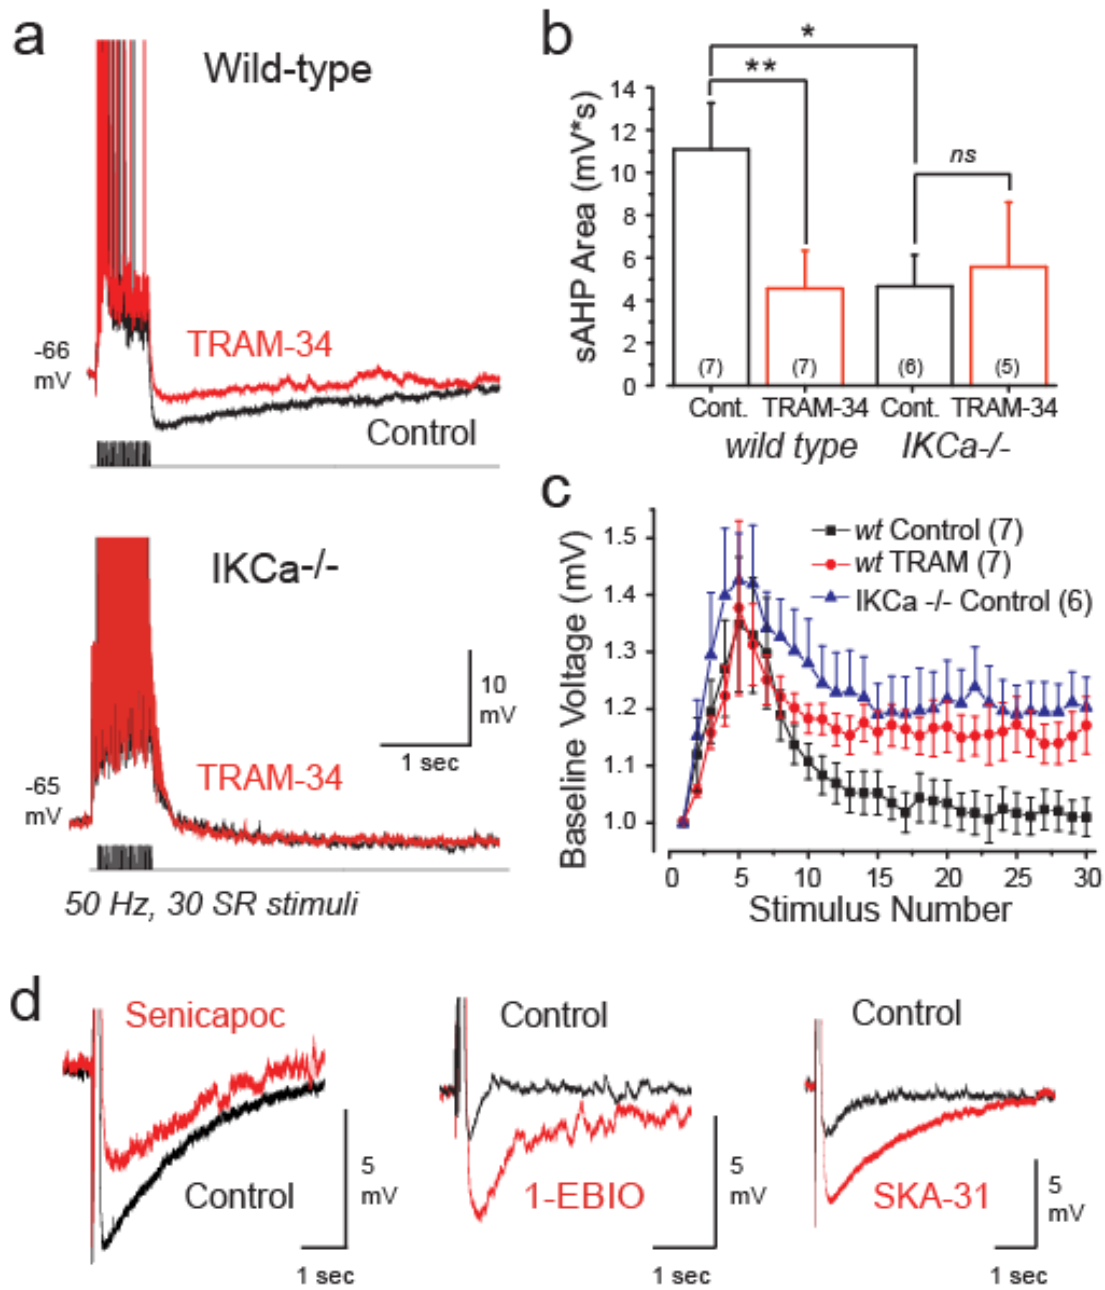 a
Wild-type
TRAM-34
-66
mV
Control
IKCa-/-
10
mV
1 sec
TRAM-34
-65
mV
50 Hz, 30 SR stimuli
b
*
**
ns
sAHP Area (mV*s)
14
12
10
8
6
4
2
0
(7)
(7)
(6)
(5)
Cont.
TRAM-34
Cont.
TRAM-34
wild type
IKCa-/-
c
Baseline Voltage (mV)
1.5
1.4
1.3
1.2
1.1
1.0
wt Control (7)
wt TRAM (7)
IKCa -/- Control (6)
0
5
10
15
20
25
30
Stimulus Number
d
Senicapoc
Control
5
mV
1 sec
Control
1-EBIO
5
mV
1 sec
Control
SKA-31
5
mV
1 sec